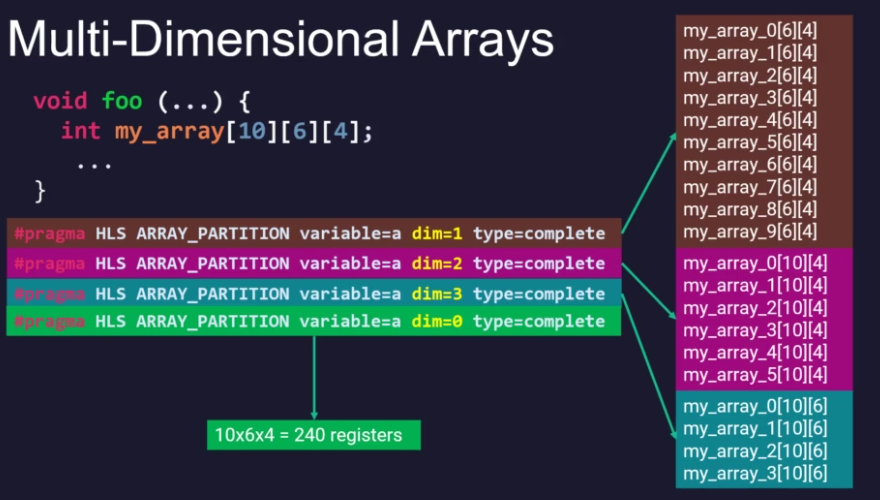 Multi-Dimensional Arrays
void foo (...) {
int my_array[10][6][4];
...
}
#pragma HLS ARRAY_PARTITION variable=a dim=1 type=complete
#pragma HLS ARRAY_PARTITION variable=a dim=2 type=complete
#pragma HLS ARRAY_PARTITION variable=a dim=3 type=complete
#pragma HLS ARRAY_PARTITION variable=a dim=0 type=complete
10x6x4 = 240 registers
my_array_0[6][4]
my_array_1[6][4]
my_array_2[6][4]
my_array_3[6][4]
my_array_4[6][4]
my_array_5[6][4]
my_array_6[6][4]
my_array_7[6][4]
my_array_8[6][4]
my_array_9[6][4]
my_array_0[10][4]
my_array_1[10][4]
my_array_2[10][4]
my_array_3[10][4]
my_array_4[10][4]
my_array_5[10][4]
my_array_0[10][6]
my_array_1[10][6]
my_array_2[10][6]
my_array_3[10][6]